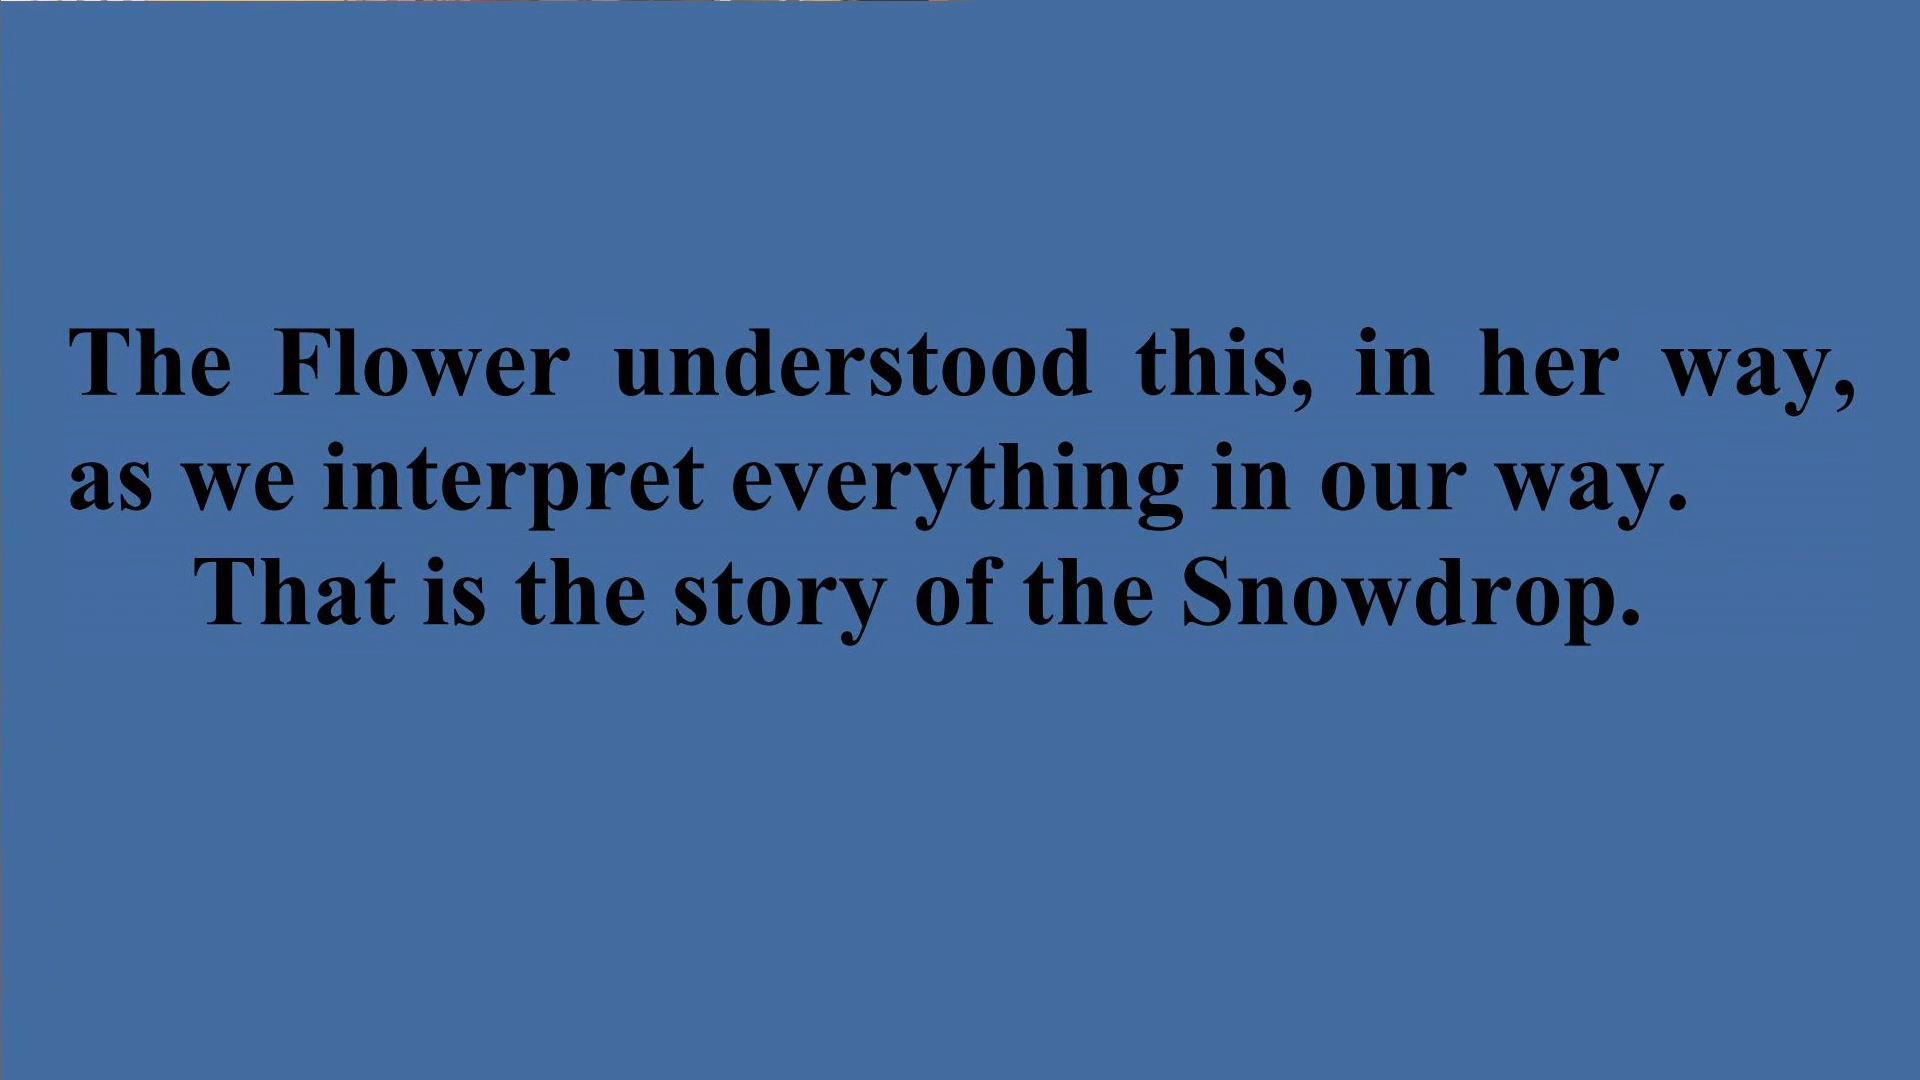 The Flower understood this, in her way,
as we interpret everything in our way.
That is the story of the Snowdrop.